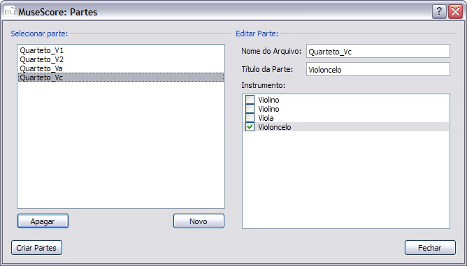 MuseScore: Partes
Selecionar parte:
Quarteto_V1
Quarteto_V2
Quarteto_Va
Quarteto_Vc
Apagar
Novo
Editar Parte:
Nome do Arquivo: Quarteto_Vc
Título da Parte: Violoncelo
Instrumento:
Violino
Violino
Viola
Violoncelo
Criar Partes
Fechar